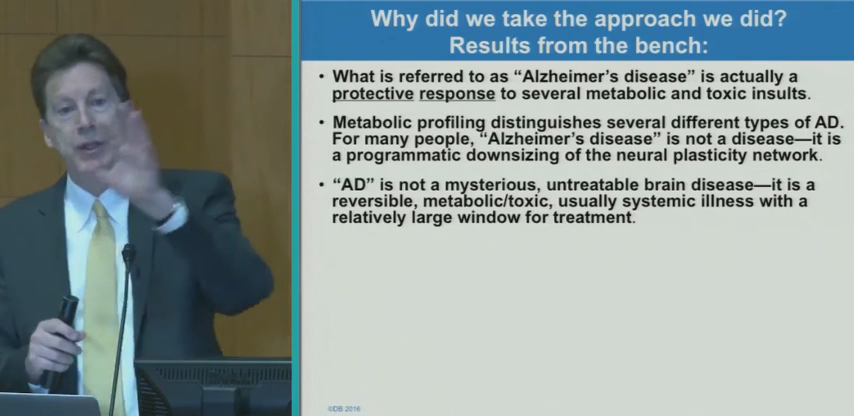 Why did we take the approach we did?
Results from the bench:
• What is referred to as “Alzheimer’s disease” is actually a
protective response to several metabolic and toxic insults.
• Metabolic profiling distinguishes several different types of AD.
For many people, “Alzheimer’s disease” is not a disease—it is
a programmatic downsizing of the neural plasticity network.
• “AD” is not a mysterious, untreatable brain disease—it is a
reversible, metabolic/toxic, usually systemic illness with a
relatively large window for treatment.
©DB 2016